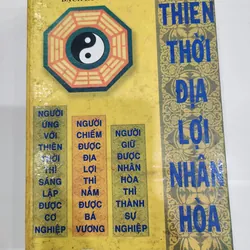 THIÊN
THỜI
ĐỊA
LỢI
NHÂN
HÒA
NGƯỜI
ỨNG
VỚI
THIÊN
THỜI
THÌ
SÁNG
LẬP
ĐƯỢC
CƠ
NGHIỆP
NGƯỜI
CHIẾM
ĐƯỢC
ĐỊA
LỢI
THÌ
NẮM
ĐƯỢC
BÁ
VƯƠNG
NGƯỜI
GIỮ
ĐƯỢC
NHÂN
HÒA
THÌ
THÀNH
SỰ
NGHIỆP